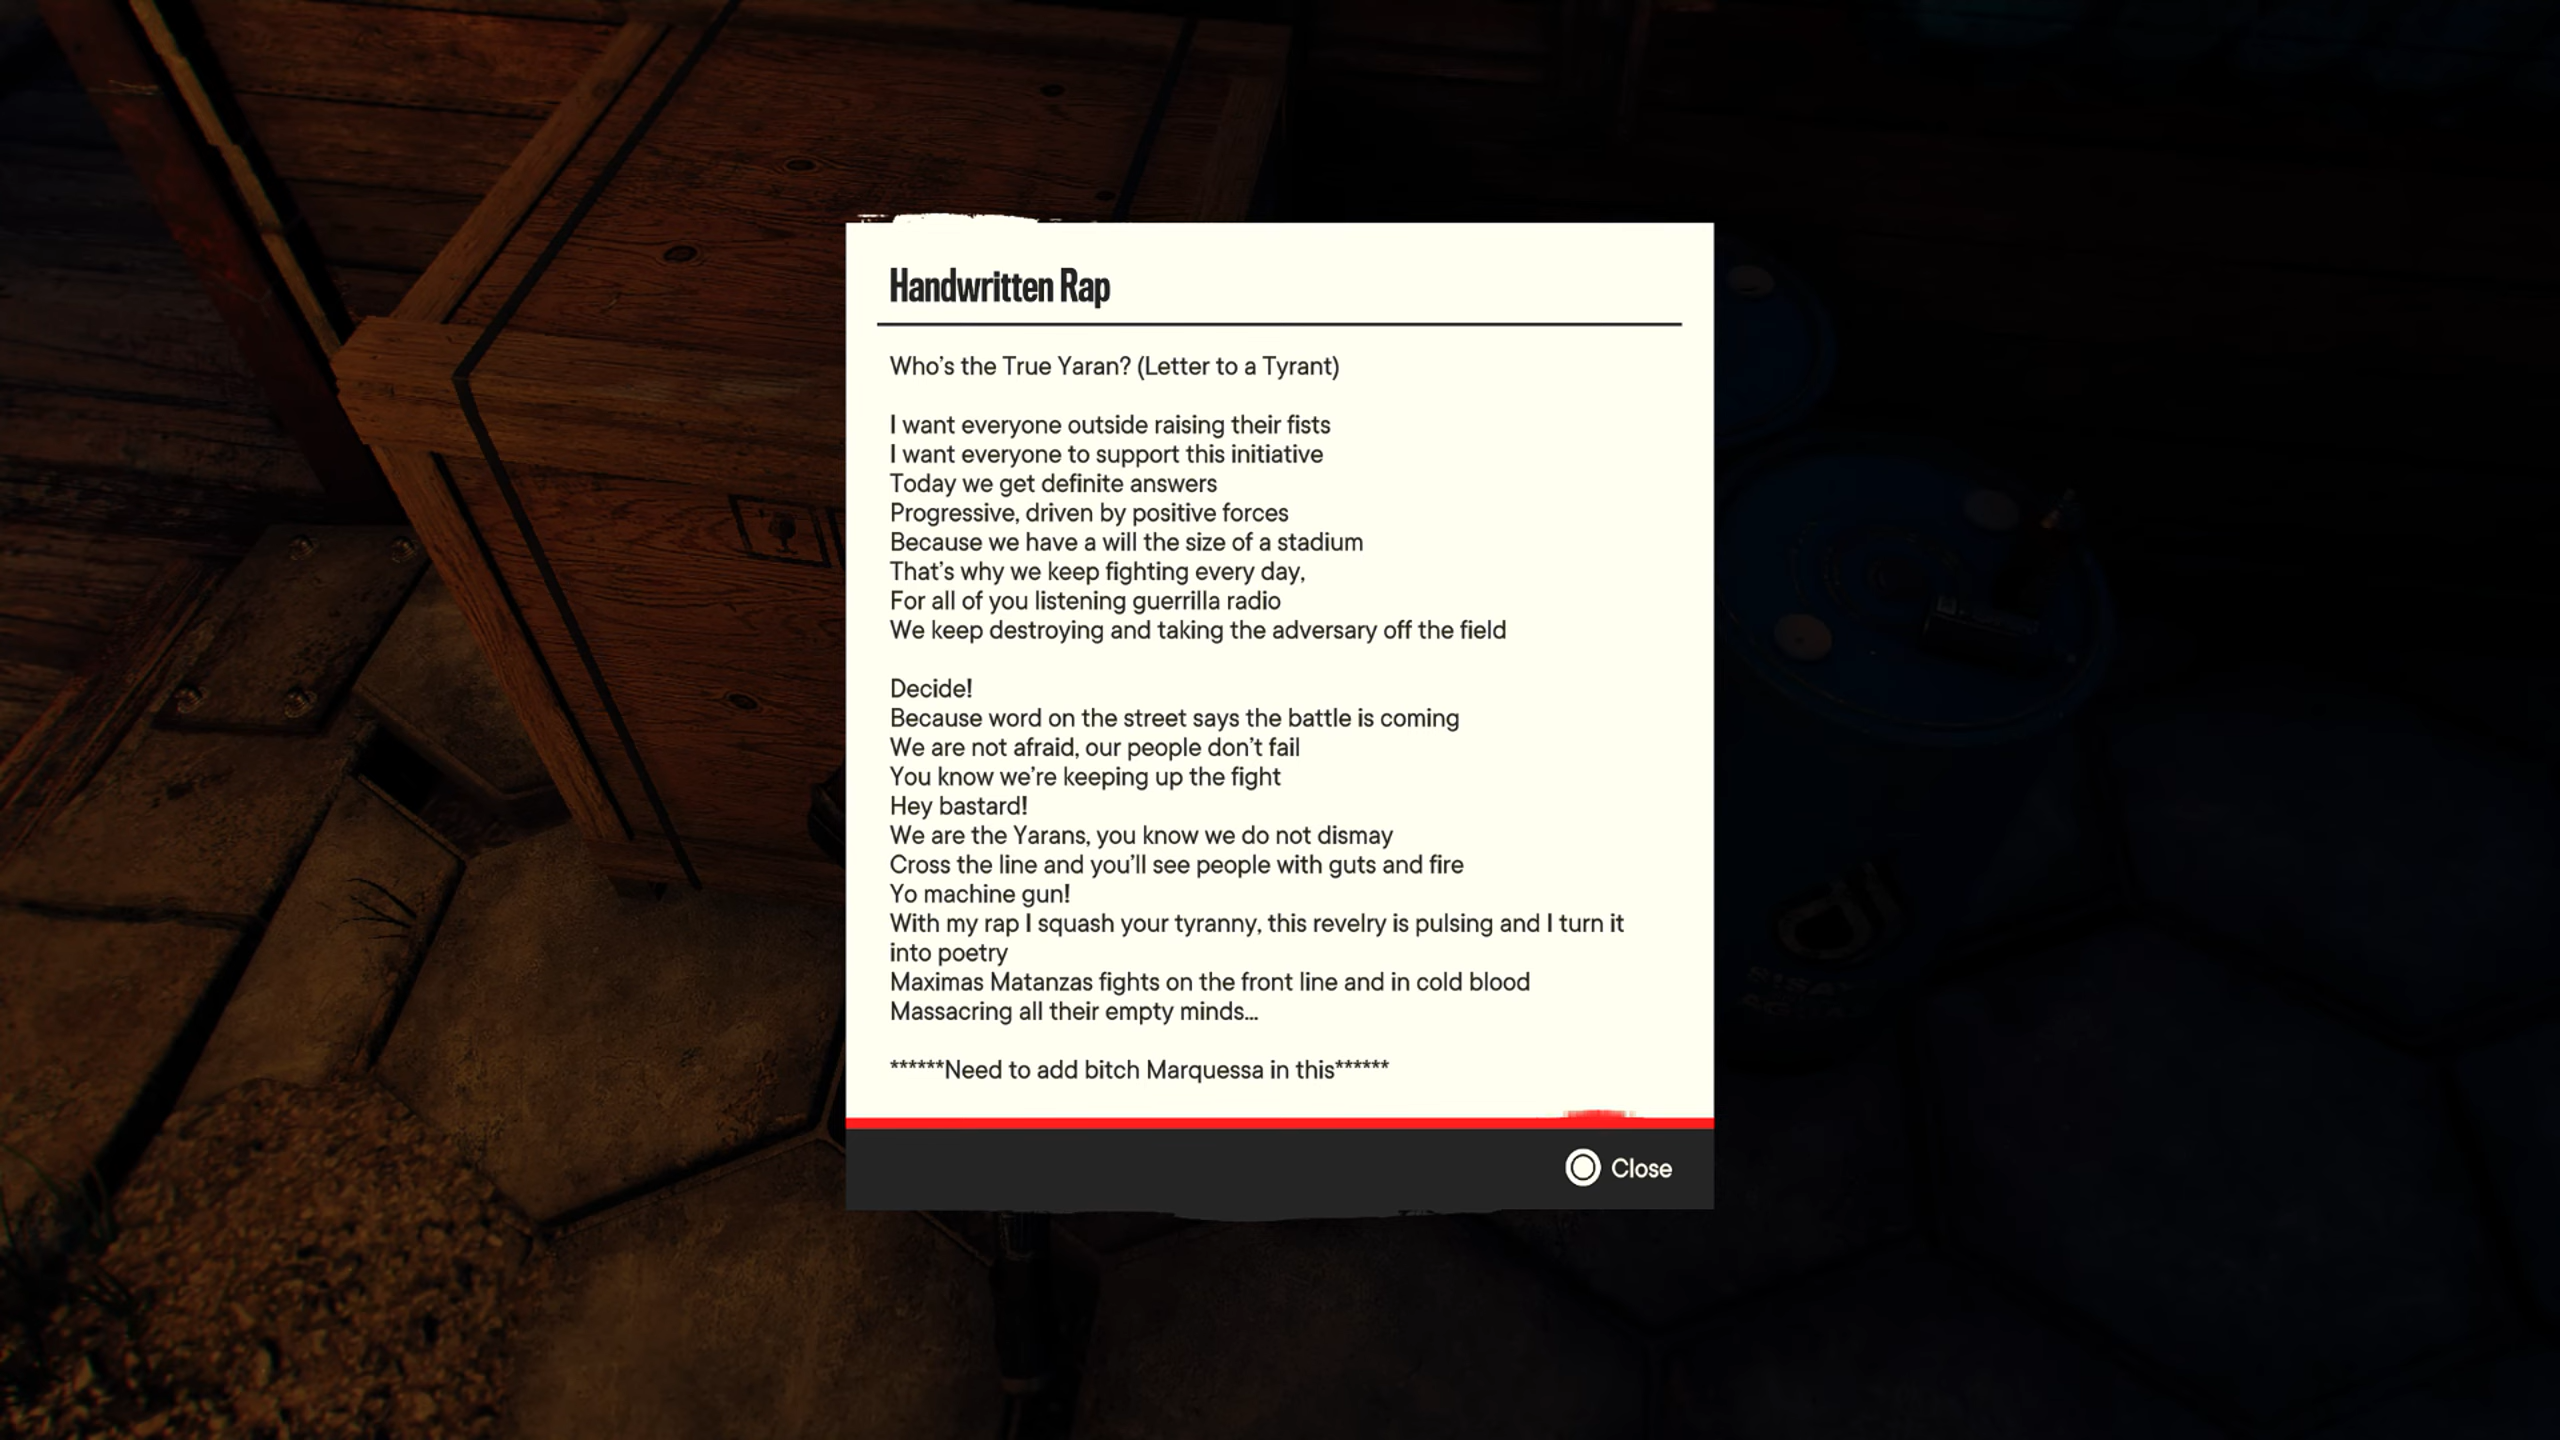 Handwritten Rap
Who's the True Yaran? (Letter to a Tyrant)
I want everyone outside raising their fists
I want everyone to support this initiative
Today we get definite answers
Progressive, driven by positive forces
Because we have a will the size of a stadium
That's why we keep fighting every day,
For all of you listening guerrilla radio
We keep destroying and taking the adversary off the field
Decide!
Because word on the street says the battle is coming
We are not afraid, our people don't fail
You know we're keeping up the fight
Hey bastard!
We are the Yarans, you know we do not dismay
Cross the line and you'll see people with guts and fire
Yo machine gun!
With my rap I squash your tyranny, this revelry is pulsing and I turn it
into poetry
Maximas Matanzas fights on the front line and in cold blood
Massacring all their empty minds...
******Need to add bitch Marquessa in this******
Close